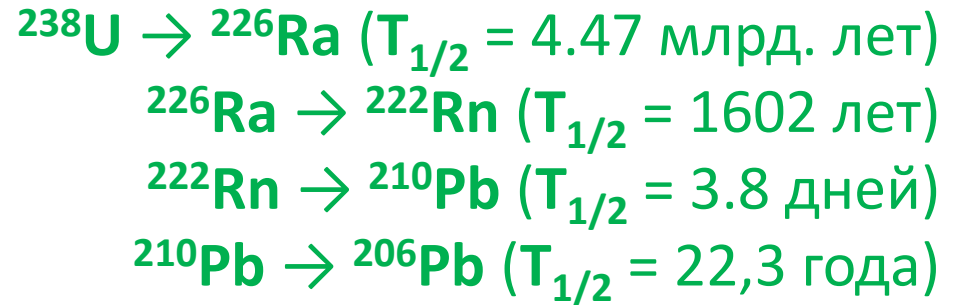 ²³⁸U → ²²⁶Ra (T₁/₂ = 4.47 млрд. лет)
²²⁶Ra → ²²²Rn (T₁/₂ = 1602 лет)
²²²Rn → ²¹⁰Pb (T₁/₂ = 3.8 дней)
²¹⁰Pb → ²⁰⁶Pb (T₁/₂ = 22,3 года)